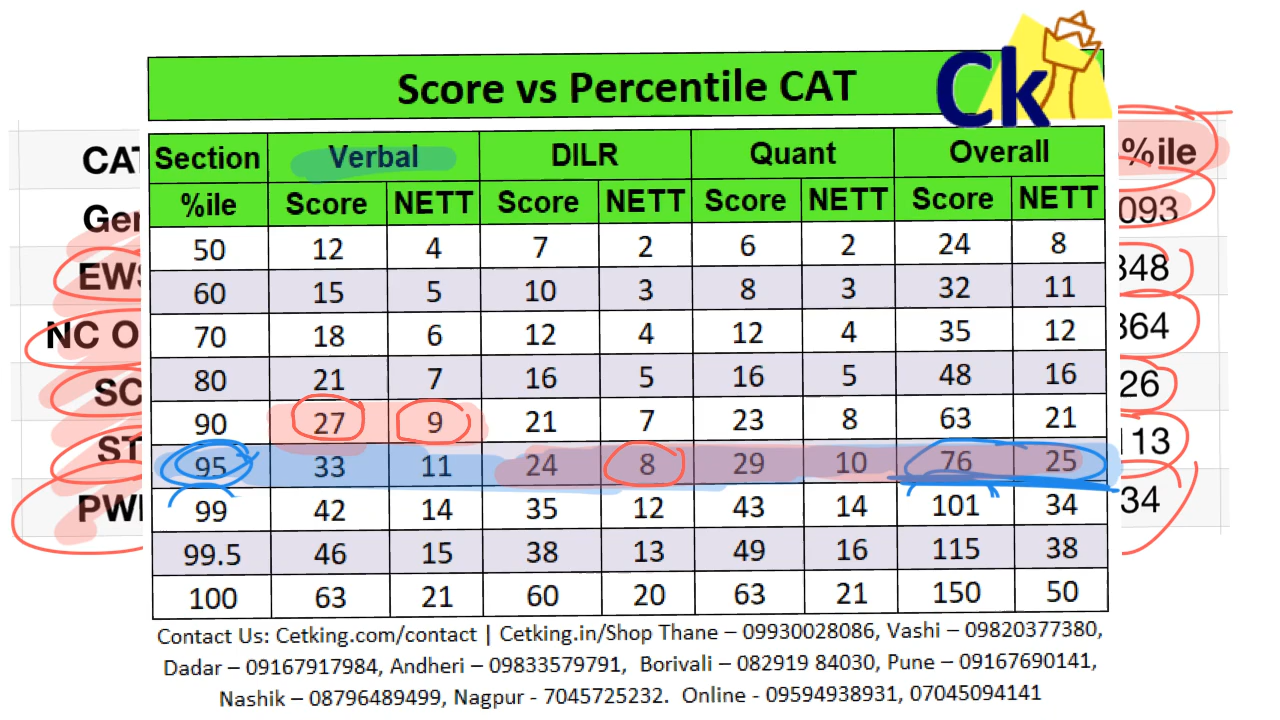 Ck
Score vs Percentile CAT
Section Verbal DILR Quant Overall
%ile Score NETT Score NETT Score NETT Score NETT
50 12 4 7 2 6 2 24 8
60 15 5 10 3 8 3 32 11
70 18 6 12 4 12 4 35 12
80 21 7 16 5 16 5 48 16
90 27 9 21 7 23 8 63 21
95 33 11 24 8 29 10 76 25
99 42 14 35 12 43 14 101 34
99.5 46 15 38 13 49 16 115 38
100 63 21 60 20 63 21 150 50
Contact Us: Cetking.com/contact | Cetking.in/Shop Thane – 09930028086, Vashi – 09820377380,
Dadar – 09167917984, Andheri – 09833579791, Borivali – 082919 84030, Pune – 09167690141,
Nashik – 08796489499, Nagpur - 7045725232. Online - 09594938931, 07045094141
CAT
Ger
EWS
NC O
SC
ST
%ile
093
348
364
26
113
34